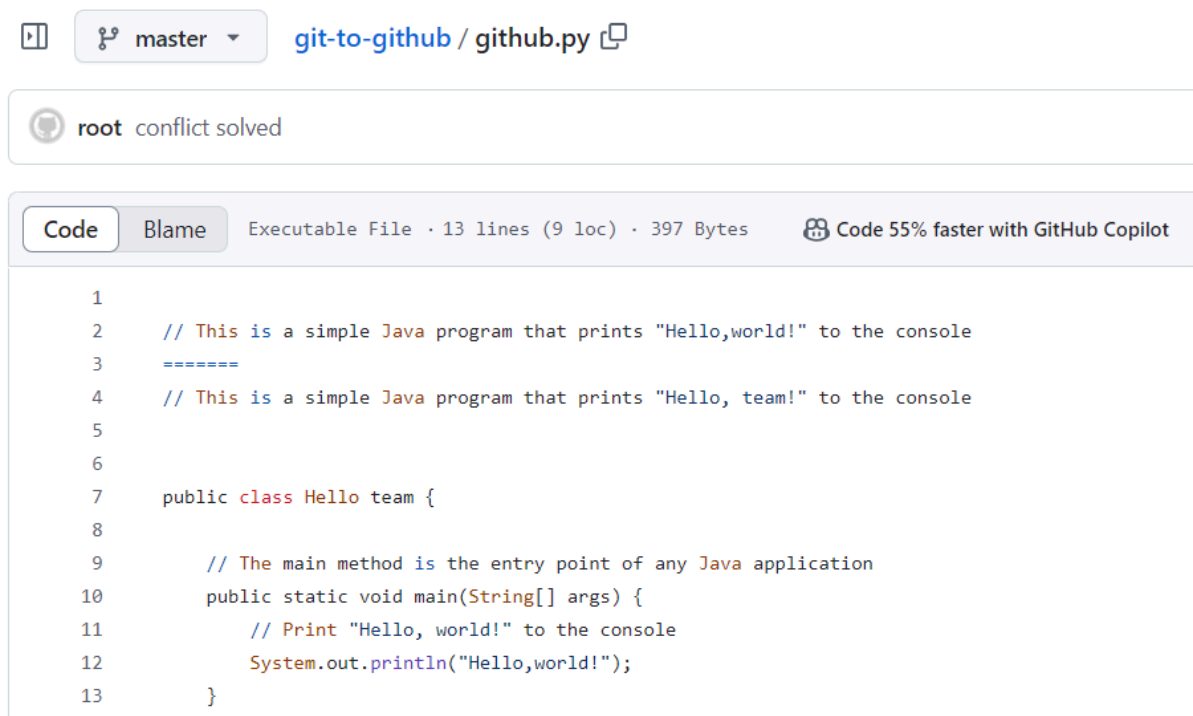 master git-to-github / github.py
root conflict solved
Code Blame Executable File · 13 lines (9 loc) · 397 Bytes Code 55% faster with GitHub Copilot
1
2 // This is a simple Java program that prints "Hello,world!" to the console
3 =======
4 // This is a simple Java program that prints "Hello, team!" to the console
5
6
7 public class Hello team {
8
9     // The main method is the entry point of any Java application
10     public static void main(String[] args) {
11         // Print "Hello, world!" to the console
12         System.out.println("Hello,world!");
13     }